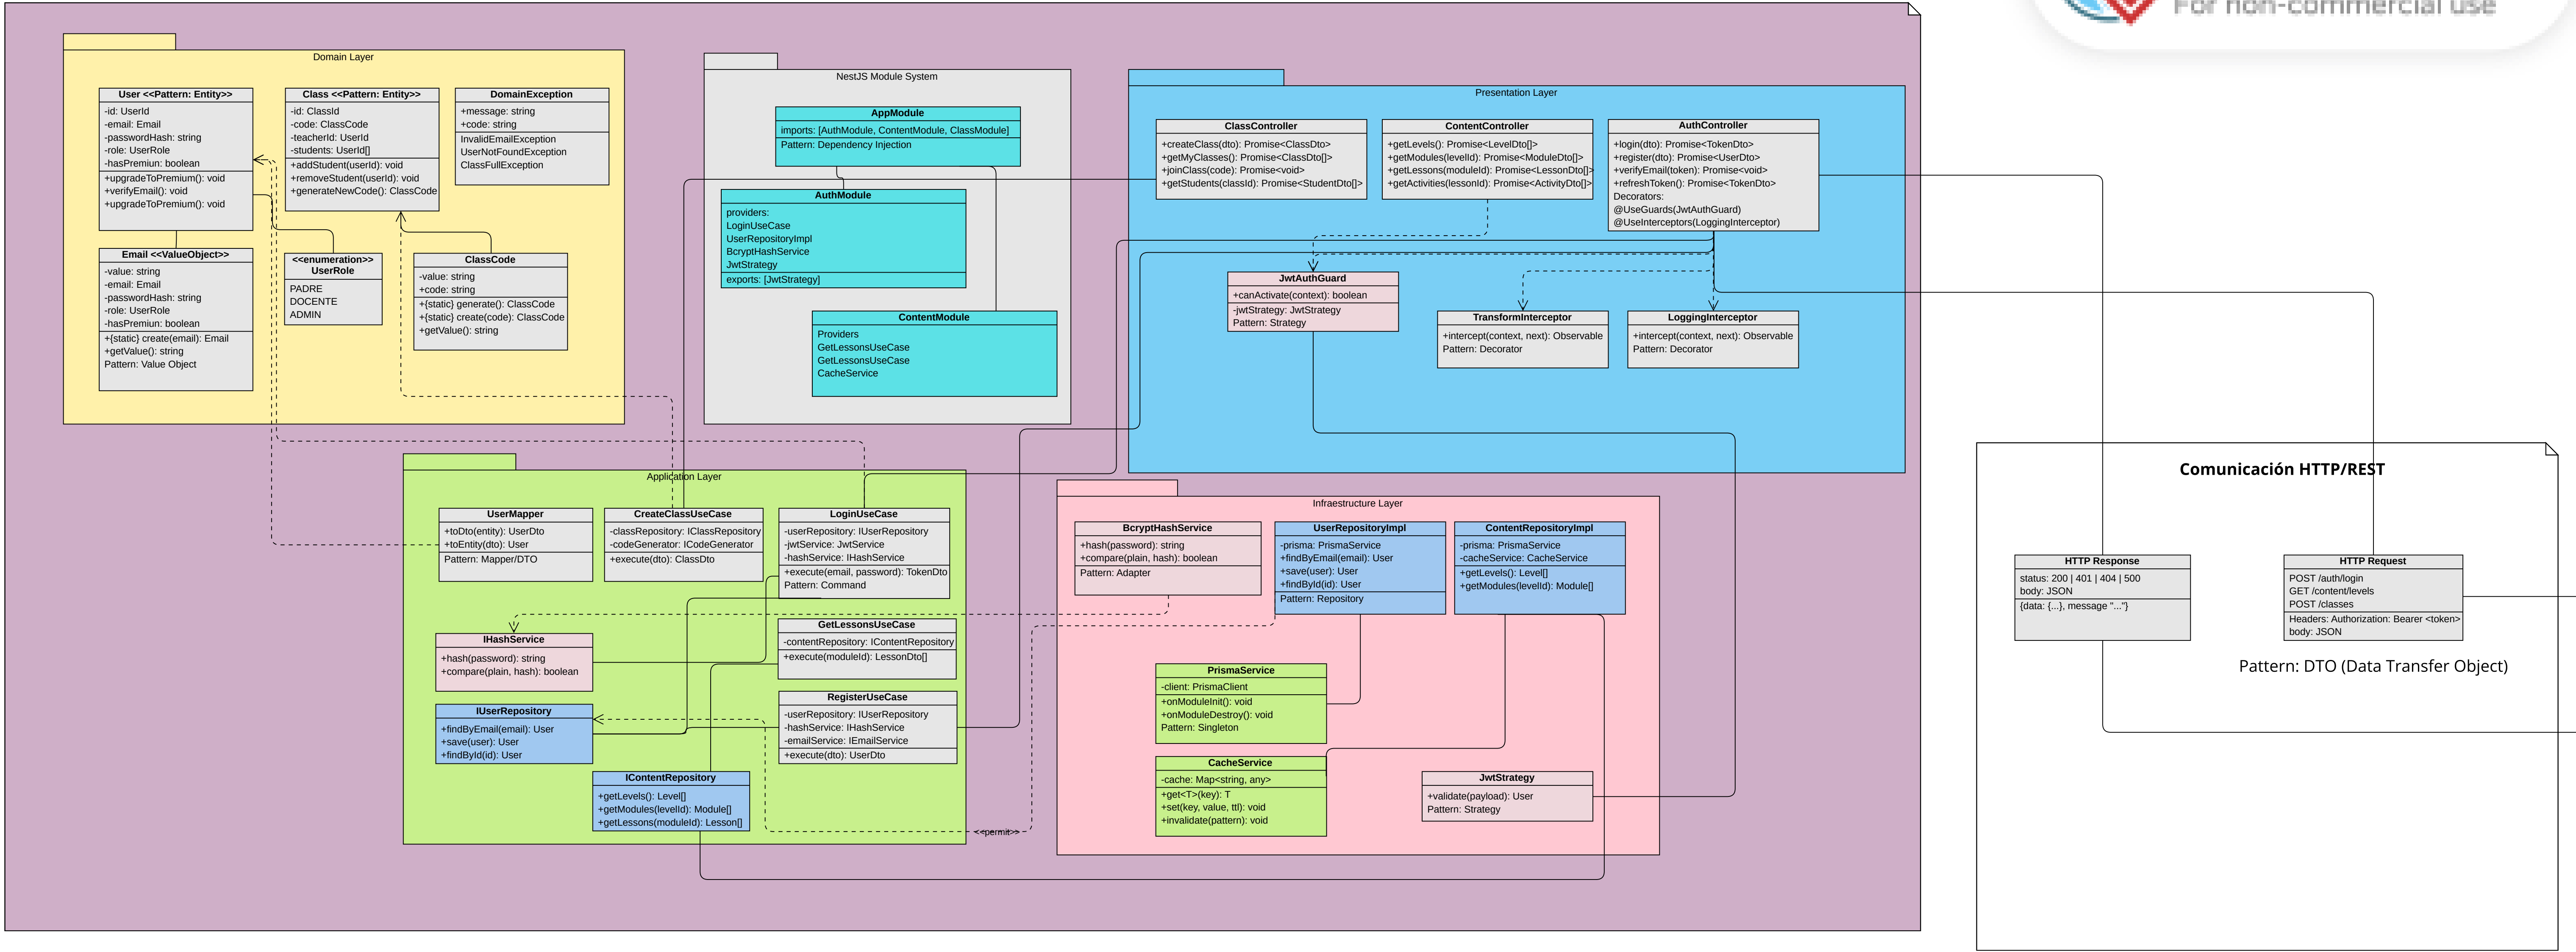 For non-commercial use
Domain Layer
User <<Pattern: Entity>>
-id: UserId
-email: Email
-passwordHash: string
-role: UserRole
-hasPremiun: boolean
+upgradeToPremium(): void
+verifyEmail(): void
+upgradeToPremium(): void
Class <<Pattern: Entity>>
-id: ClassId
-code: ClassCode
-teacherId: UserId
-students: UserId[]
+addStudent(userId): void
+removeStudent(userId): void
+generateNewCode(): ClassCode
DomainException
+message: string
+code: string
InvalidEmailException
UserNotFoundException
ClassFullException
Email <<ValueObject>>
-value: string
-email: Email
-passwordHash: string
-role: UserRole
-hasPremiun: boolean
+{static} create(email): Email
+getValue(): string
Pattern: Value Object
<<enumeration>>
UserRole
PADRE
DOCENTE
ADMIN
ClassCode
-value: string
+code: string
+{static} generate(): ClassCode
+{static} create(code): ClassCode
+getValue(): string
NestJS Module System
AppModule
imports: [AuthModule, ContentModule, ClassModule]
Pattern: Dependency Injection
AuthModule
providers:
LoginUseCase
UserRepositoryImpl
BcryptHashService
JwtStrategy
exports: [JwtStrategy]
ContentModule
Providers
GetLessonsUseCase
GetLessonsUseCase
CacheService
Presentation Layer
ClassController
+createClass(dto): Promise<ClassDto>
+getMyClasses(): Promise<ClassDto[]>
+joinClass(code): Promise<void>
+getStudents(classId): Promise<StudentDto[]>
ContentController
+getLevels(): Promise<LevelDto[]>
+getModules(levelId): Promise<ModuleDto[]>
+getLessons(moduleId): Promise<LessonDto[]>
+getActivities(lessonId): Promise<ActivityDto[]>
AuthController
+login(dto): Promise<TokenDto>
+register(dto): Promise<UserDto>
+verifyEmail(token): Promise<void>
+refreshToken(): Promise<TokenDto>
Decorators:
@UseGuards(JwtAuthGuard)
@UseInterceptors(LoggingInterceptor)
JwtAuthGuard
+canActivate(context): boolean
-jwtStrategy: JwtStrategy
Pattern: Strategy
TransformInterceptor
+intercept(context, next): Observable
Pattern: Decorator
LoggingInterceptor
+intercept(context, next): Observable
Pattern: Decorator
Application Layer
UserMapper
+toDto(entity): UserDto
+toEntity(dto): User
Pattern: Mapper/DTO
CreateClassUseCase
-classRepository: IClassRepository
-codeGenerator: ICodeGenerator
+execute(dto): ClassDto
LoginUseCase
-userRepository: IUserRepository
-jwtService: JwtService
-hashService: IHashService
+execute(email, password): TokenDto
Pattern: Command
IHashService
+hash(password): string
+compare(plain, hash): boolean
GetLessonsUseCase
-contentRepository: IContentRepository
+execute(moduleId): LessonDto[]
IUserRepository
+findByEmail(email): User
+save(user): User
+findById(id): User
RegisterUseCase
-userRepository: IUserRepository
-hashService: IHashService
-emailService: IEmailService
+execute(dto): UserDto
IContentRepository
+getLevels(): Level[]
+getModules(levelId): Module[]
+getLessons(moduleId): Lesson[]
<<permit>>
Infraestructure Layer
BcryptHashService
+hash(password): string
+compare(plain, hash): boolean
Pattern: Adapter
UserRepositoryImpl
-prisma: PrismaService
+findByEmail(email): User
+save(user): User
+findById(id): User
Pattern: Repository
ContentRepositoryImpl
-prisma: PrismaService
-cacheService: CacheService
+getLevels(): Level[]
+getModules(levelId): Module[]
PrismaService
-client: PrismaClient
+onModuleInit(): void
+onModuleDestroy(): void
Pattern: Singleton
CacheService
-cache: Map<string, any>
+get<T>(key): T
+set(key, value, ttl): void
+invalidate(pattern): void
JwtStrategy
+validate(payload): User
Pattern: Strategy
Comunicación HTTP/REST
HTTP Response
status: 200 | 401 | 404 | 500
body: JSON
{data: {...}, message "..."}
HTTP Request
POST /auth/login
GET /content/levels
POST /classes
Headers: Authorization: Bearer <token>
body: JSON
Pattern: DTO (Data Transfer Object)